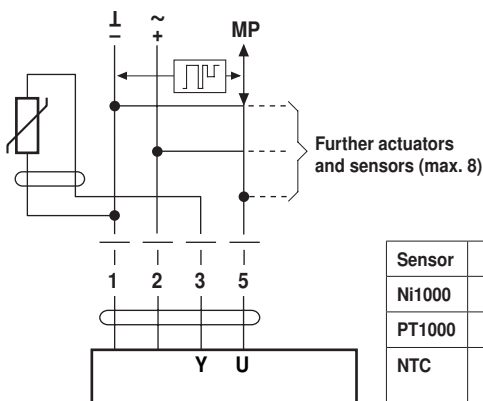 ⊥ ~
– +
MP
Further actuators
and sensors (max. 8)
1 2 3 5
Y U
Sensor
Ni1000
PT1000
NTC